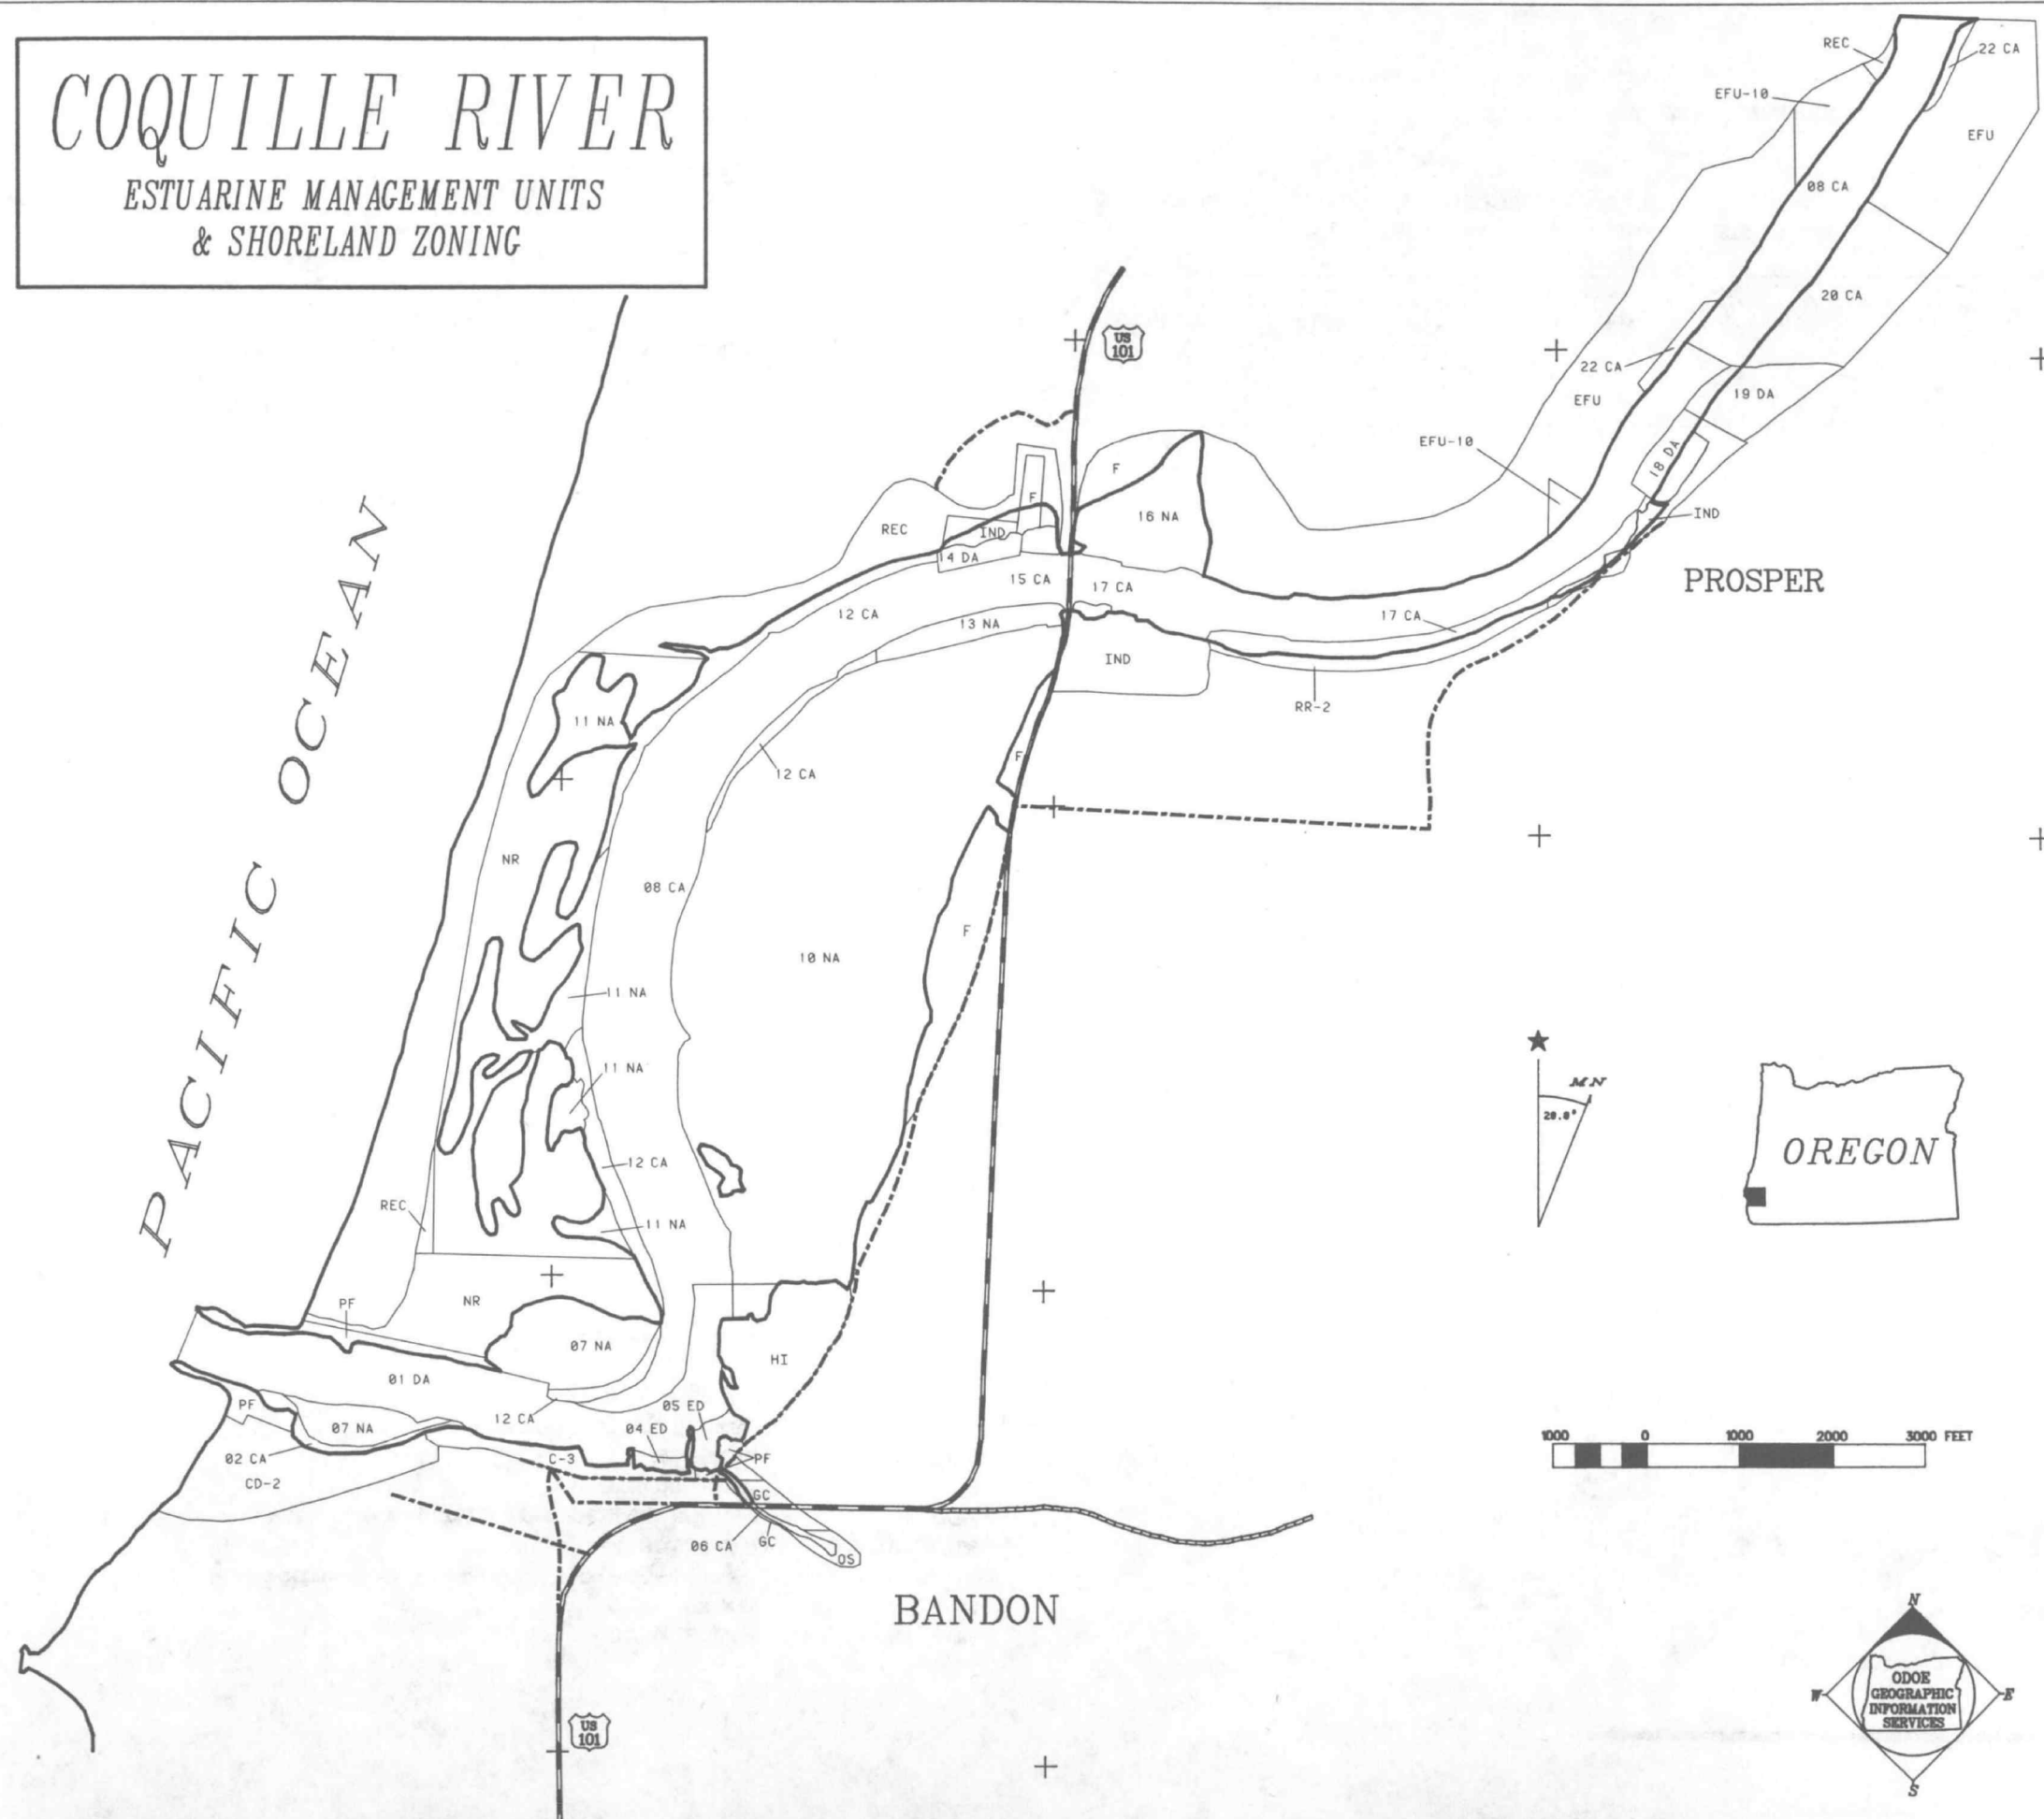 COQUILLE RIVER
ESTUARINE MANAGEMENT UNITS
& SHORELAND ZONING
REC
22 CA
EFU-10
EFU
08 CA
20 CA
US
101
22 CA
EFU
19 DA
EFU-10
18 DA
F
F
16 NA
REC
IND
IND
14 DA
15 CA
17 CA
PROSPER
12 CA
13 NA
17 CA
IND
RR-2
11 NA
F
12 CA
PACIFIC OCEAN
NR
08 CA
F
10 NA
11 NA
11 NA
12 CA
REC
11 NA
MN
20.0°
OREGON
PF
NR
07 NA
HI
01 DA
PF
07 NA
12 CA
05 ED
04 ED
02 CA
C-3
PF
CD-2
GC
06 CA
GC
OS
1000 0 1000 2000 3000 FEET
BANDON
US
101
N
W
E
S
ODOE
GEOGRAPHIC
INFORMATION
SERVICES